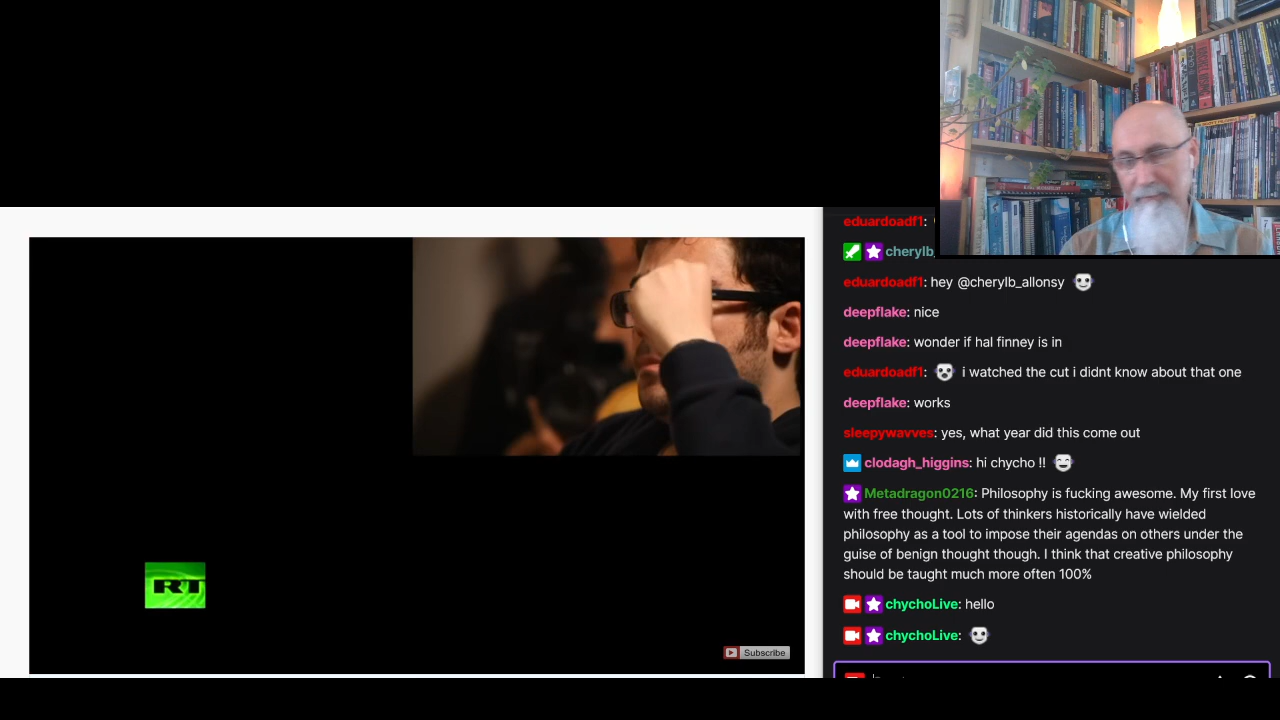 eduardoadf1:
cherylb_
eduardoadf1: hey @cherylb_allonsy
deepflake: nice
deepflake: wonder if hal finney is in
eduardoadf1: i watched the cut i didnt know about that one
deepflake: works
sleepywavves: yes, what year did this come out
clodagh_higgins: hi chycho !!
Metadragon0216: Philosophy is fucking awesome. My first love
with free thought. Lots of thinkers historically have wielded
philosophy as a tool to impose their agendas on others under the
guise of benign thought though. I think that creative philosophy
should be taught much more often 100%
chychoLive: hello
chychoLive:
RT
Subscribe